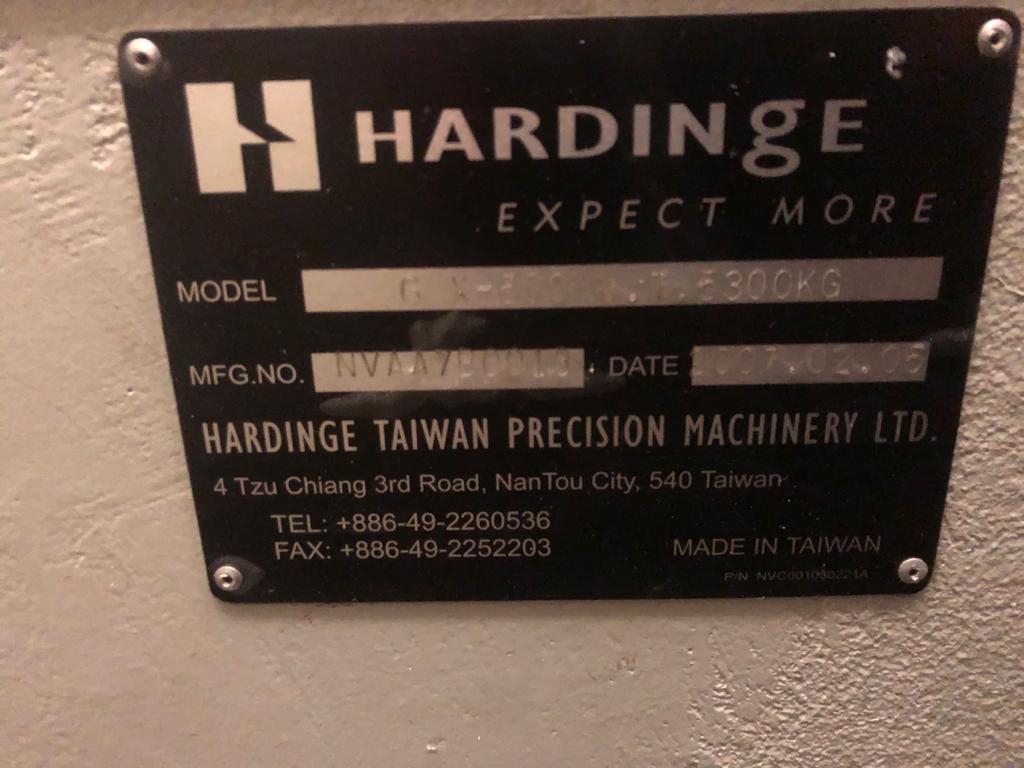 HARDINgE
EXPECT MORE
MODEL
MFG.NO. DATE
HARDINGE TAIWAN PRECISION MACHINERY LTD.
4 Tzu Chiang 3rd Road, NanTou City, 540 Taiwan
TEL: +886-49-2260536
FAX: +886-49-2252203
MADE IN TAIWAN
P/N